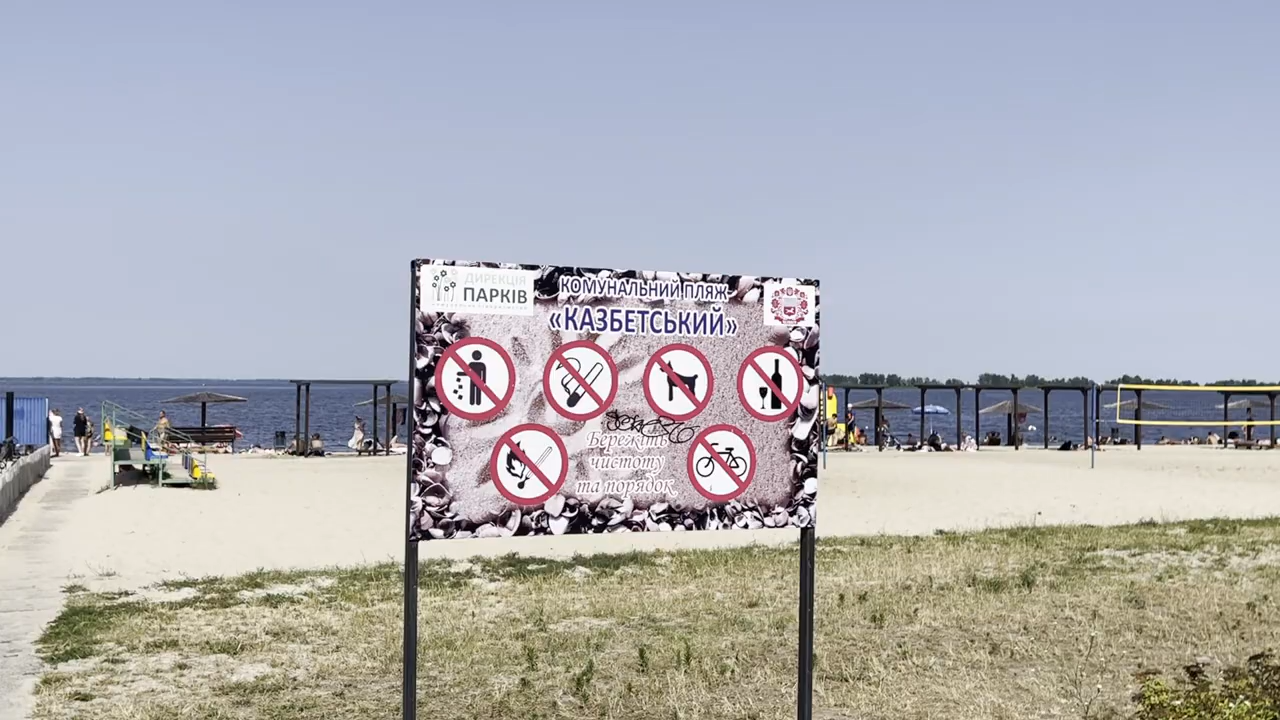 ДИРЕКЦІЯ
ПАРКІВ
КОМУНАЛЬНИЙ ПЛЯЖ
«КАЗБЕТСЬКИЙ»
Бережіть
чистоту
та порядок